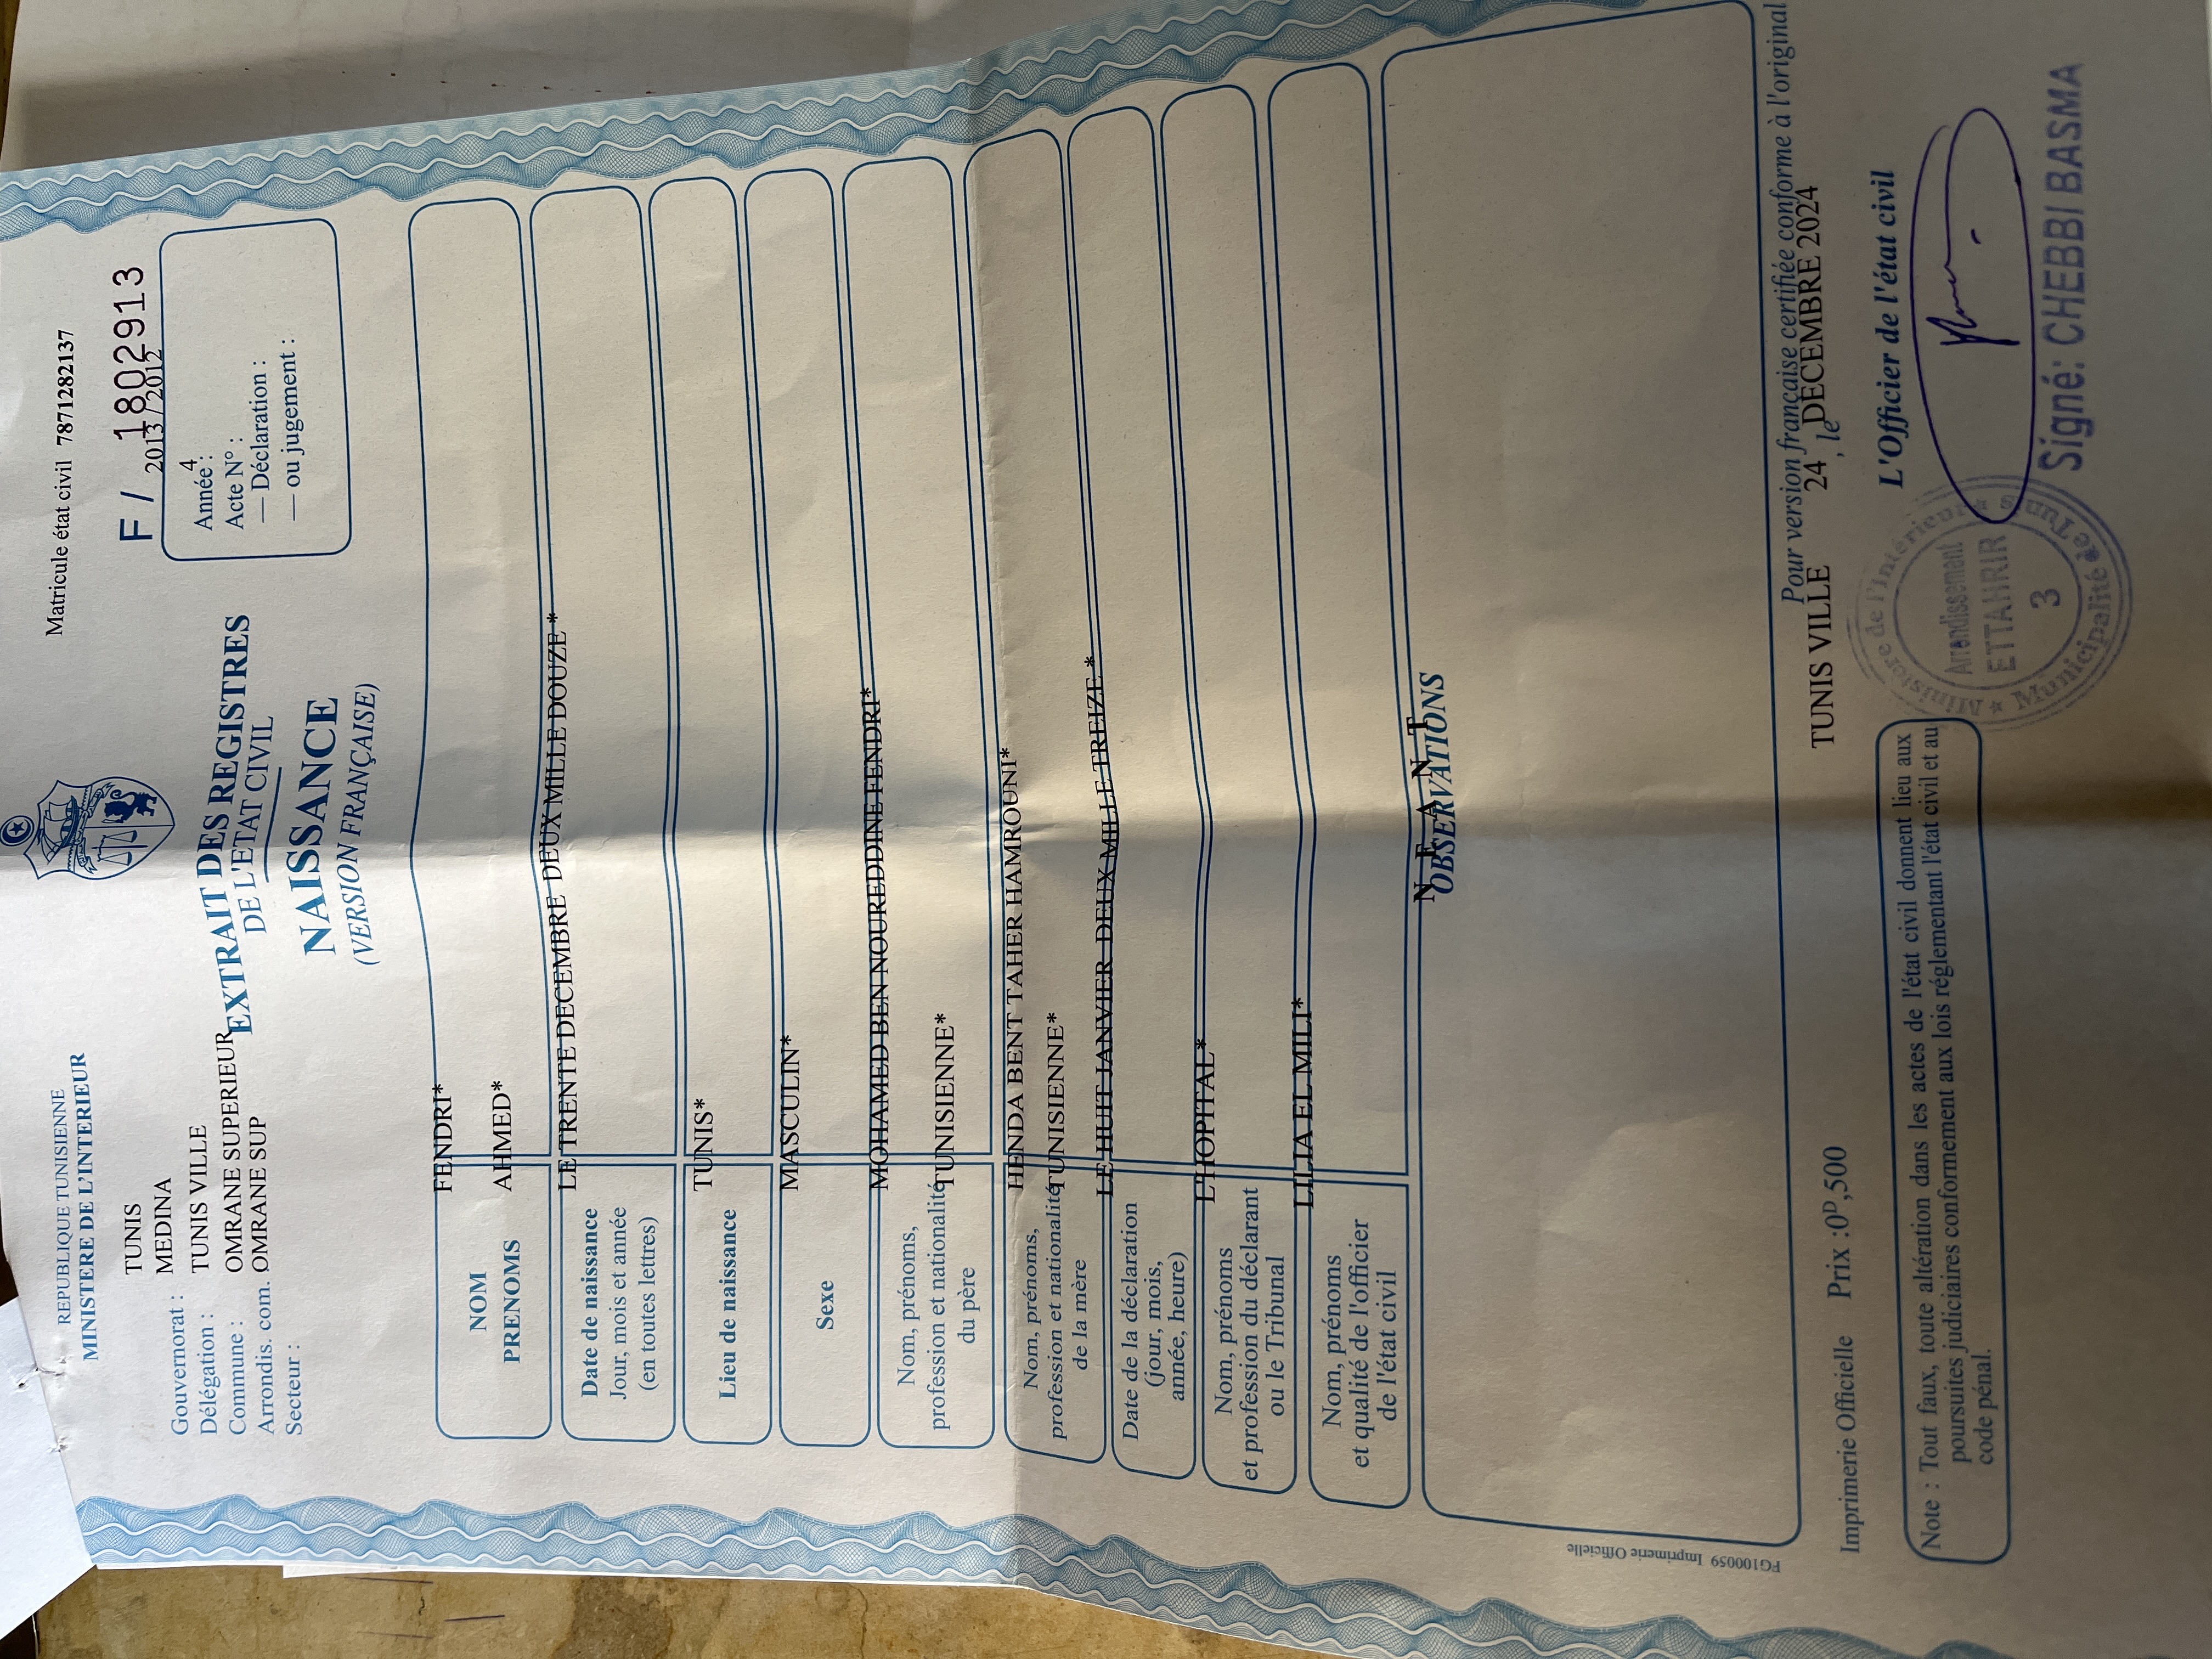 REPUBLIQUE TUNISIENNE
MINISTERE DE L'INTERIEUR
Matricule état civil 7871282137
F / 18029 13
2013 / 2012
Gouvernorat : TUNIS
Délégation : MEDINA
Commune : TUNIS VILLE
Arrondis. com. : OMRANE SUPERIEUR
Secteur : OMRANE SUP
Année : 4
Acte N° :
— Déclaration :
— ou jugement :
EXTRAIT DES REGISTRES
DE L'ETAT CIVIL
NAISSANCE
(VERSION FRANÇAISE)
NOM FENDRI*
PRENOMS AHMED*
Date de naissance
Jour, mois et année
(en toutes lettres)
LE TRENTE DECEMBRE DEUX MILLE DOUZE *
Lieu de naissance
TUNIS*
Sexe
MASCULIN*
Nom, prénoms,
profession et nationalité
du père
MOHAMED BEN NOUREDDINE FENDRI*
TUNISIENNE*
Nom, prénoms,
profession et nationalité
de la mère
HENDA BENT TAHER HAMROUNI*
TUNISIENNE*
Date de la déclaration
(jour, mois,
année, heure)
LE HUIT JANVIER DEUX MILLE TREIZE *
Nom, prénoms
et profession du déclarant
ou le Tribunal
L'HOPITAL*
Nom, prénoms
et qualité de l'officier
de l'état civil
LILIA EL MILI*
OBSERVATIONS
N E A N T
FG100059 Imprimerie Officielle
Pour version française certifiée conforme à l'original
TUNIS VILLE , le 24 DECEMBRE 2024
Imprimerie Officielle Prix :0D,500
L'Officier de l'état civil
Note : Tout faux, toute altération dans les actes de l'état civil donnent lieu aux
poursuites judiciaires conformement aux lois réglementant l'état civil et au
code pénal.
★ Ministère de l'intérieur ★
Municipalité de Tunis
Arrendissement
ETTAHRIR
3
Signé: CHEBBI BASMA